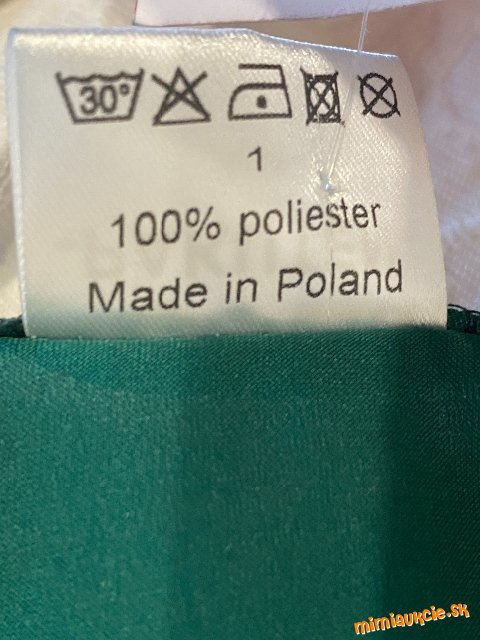 30°
1
100% poliester
Made in Poland
mimiaukcie.sk